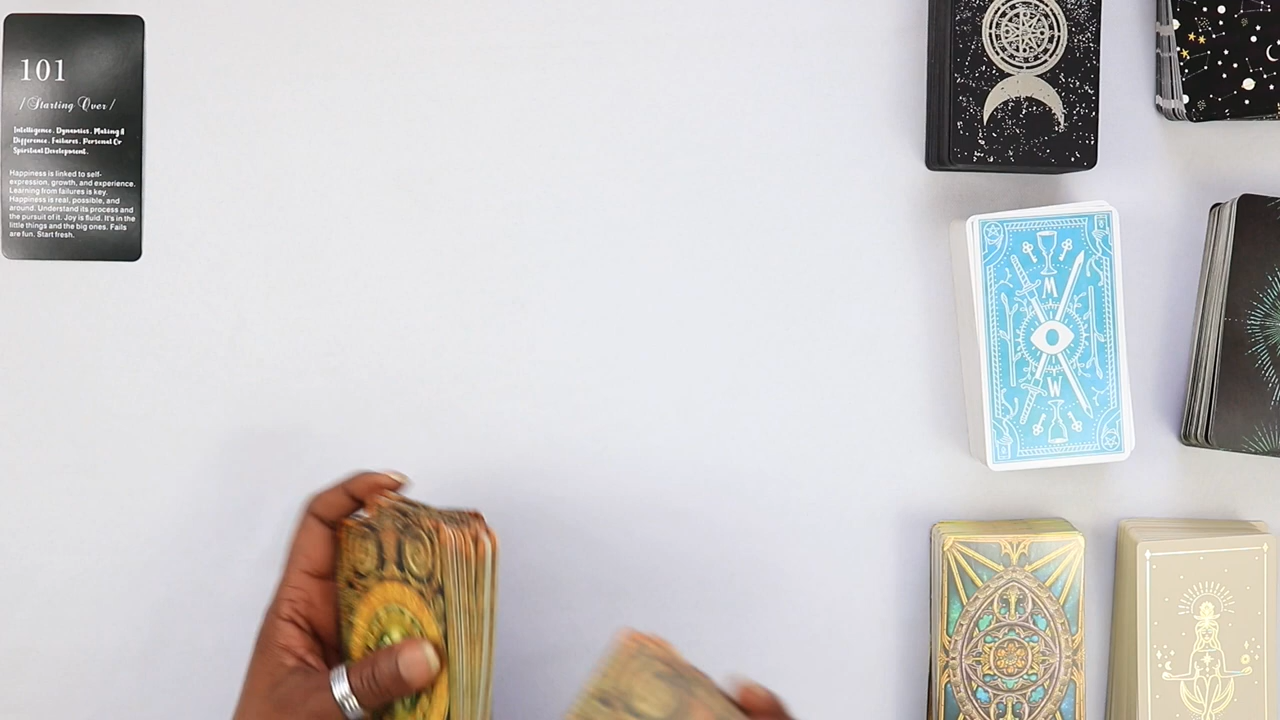 101
/Starting Over/
Intelligence. Dynamics. Making A
Difference. Failures. Personal Or
Spiritual Development.
Happiness is linked to self-
expression, growth, and experience.
Learning from failures is key.
Happiness is real, possible, and
around. Understand its process and
the pursuit of it. Joy is fluid. It's in the
little things and the big ones. Fails
are fun. Start fresh.
M
W